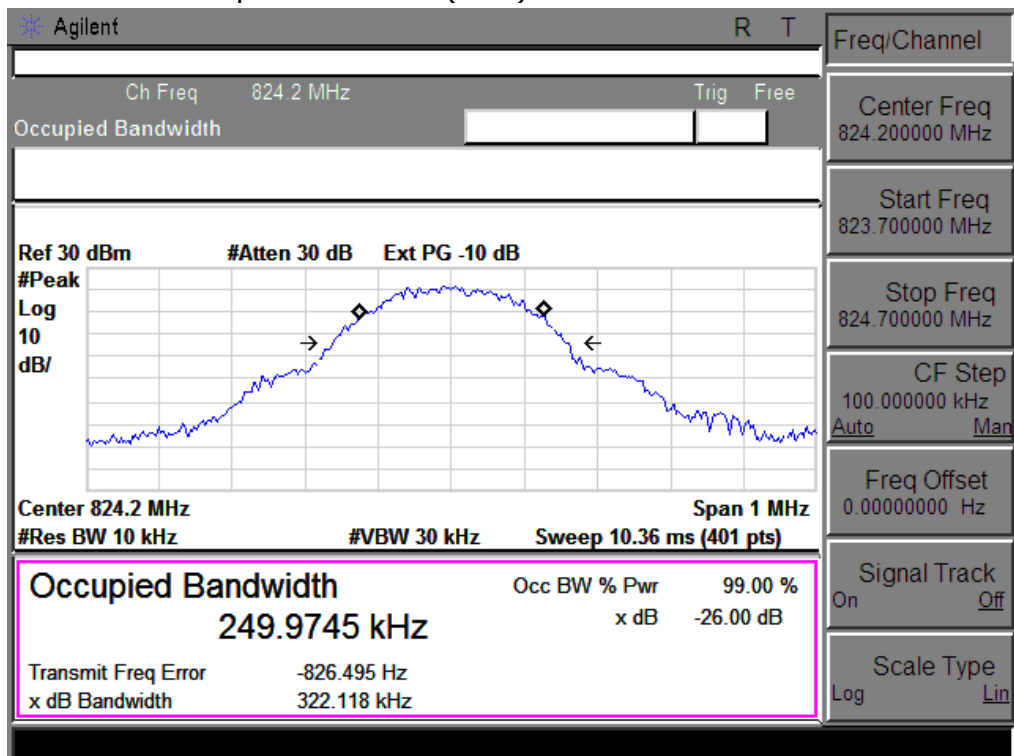 Agilent R T
Freq/Channel
Ch Freq 824.2 MHz Trig Free
Occupied Bandwidth
Center Freq
824.200000 MHz
Start Freq
823.700000 MHz
Ref 30 dBm #Atten 30 dB Ext PG -10 dB
#Peak
Log
10
dB/
Stop Freq
824.700000 MHz
CF Step
100.000000 kHz
Auto Man
Center 824.2 MHz Span 1 MHz
#Res BW 10 kHz #VBW 30 kHz Sweep 10.36 ms (401 pts)
Freq Offset
0.00000000 Hz
Occupied Bandwidth Occ BW % Pwr 99.00 %
249.9745 kHz x dB -26.00 dB
Transmit Freq Error -826.495 Hz
x dB Bandwidth 322.118 kHz
Signal Track
On Off
Scale Type
Log Lin